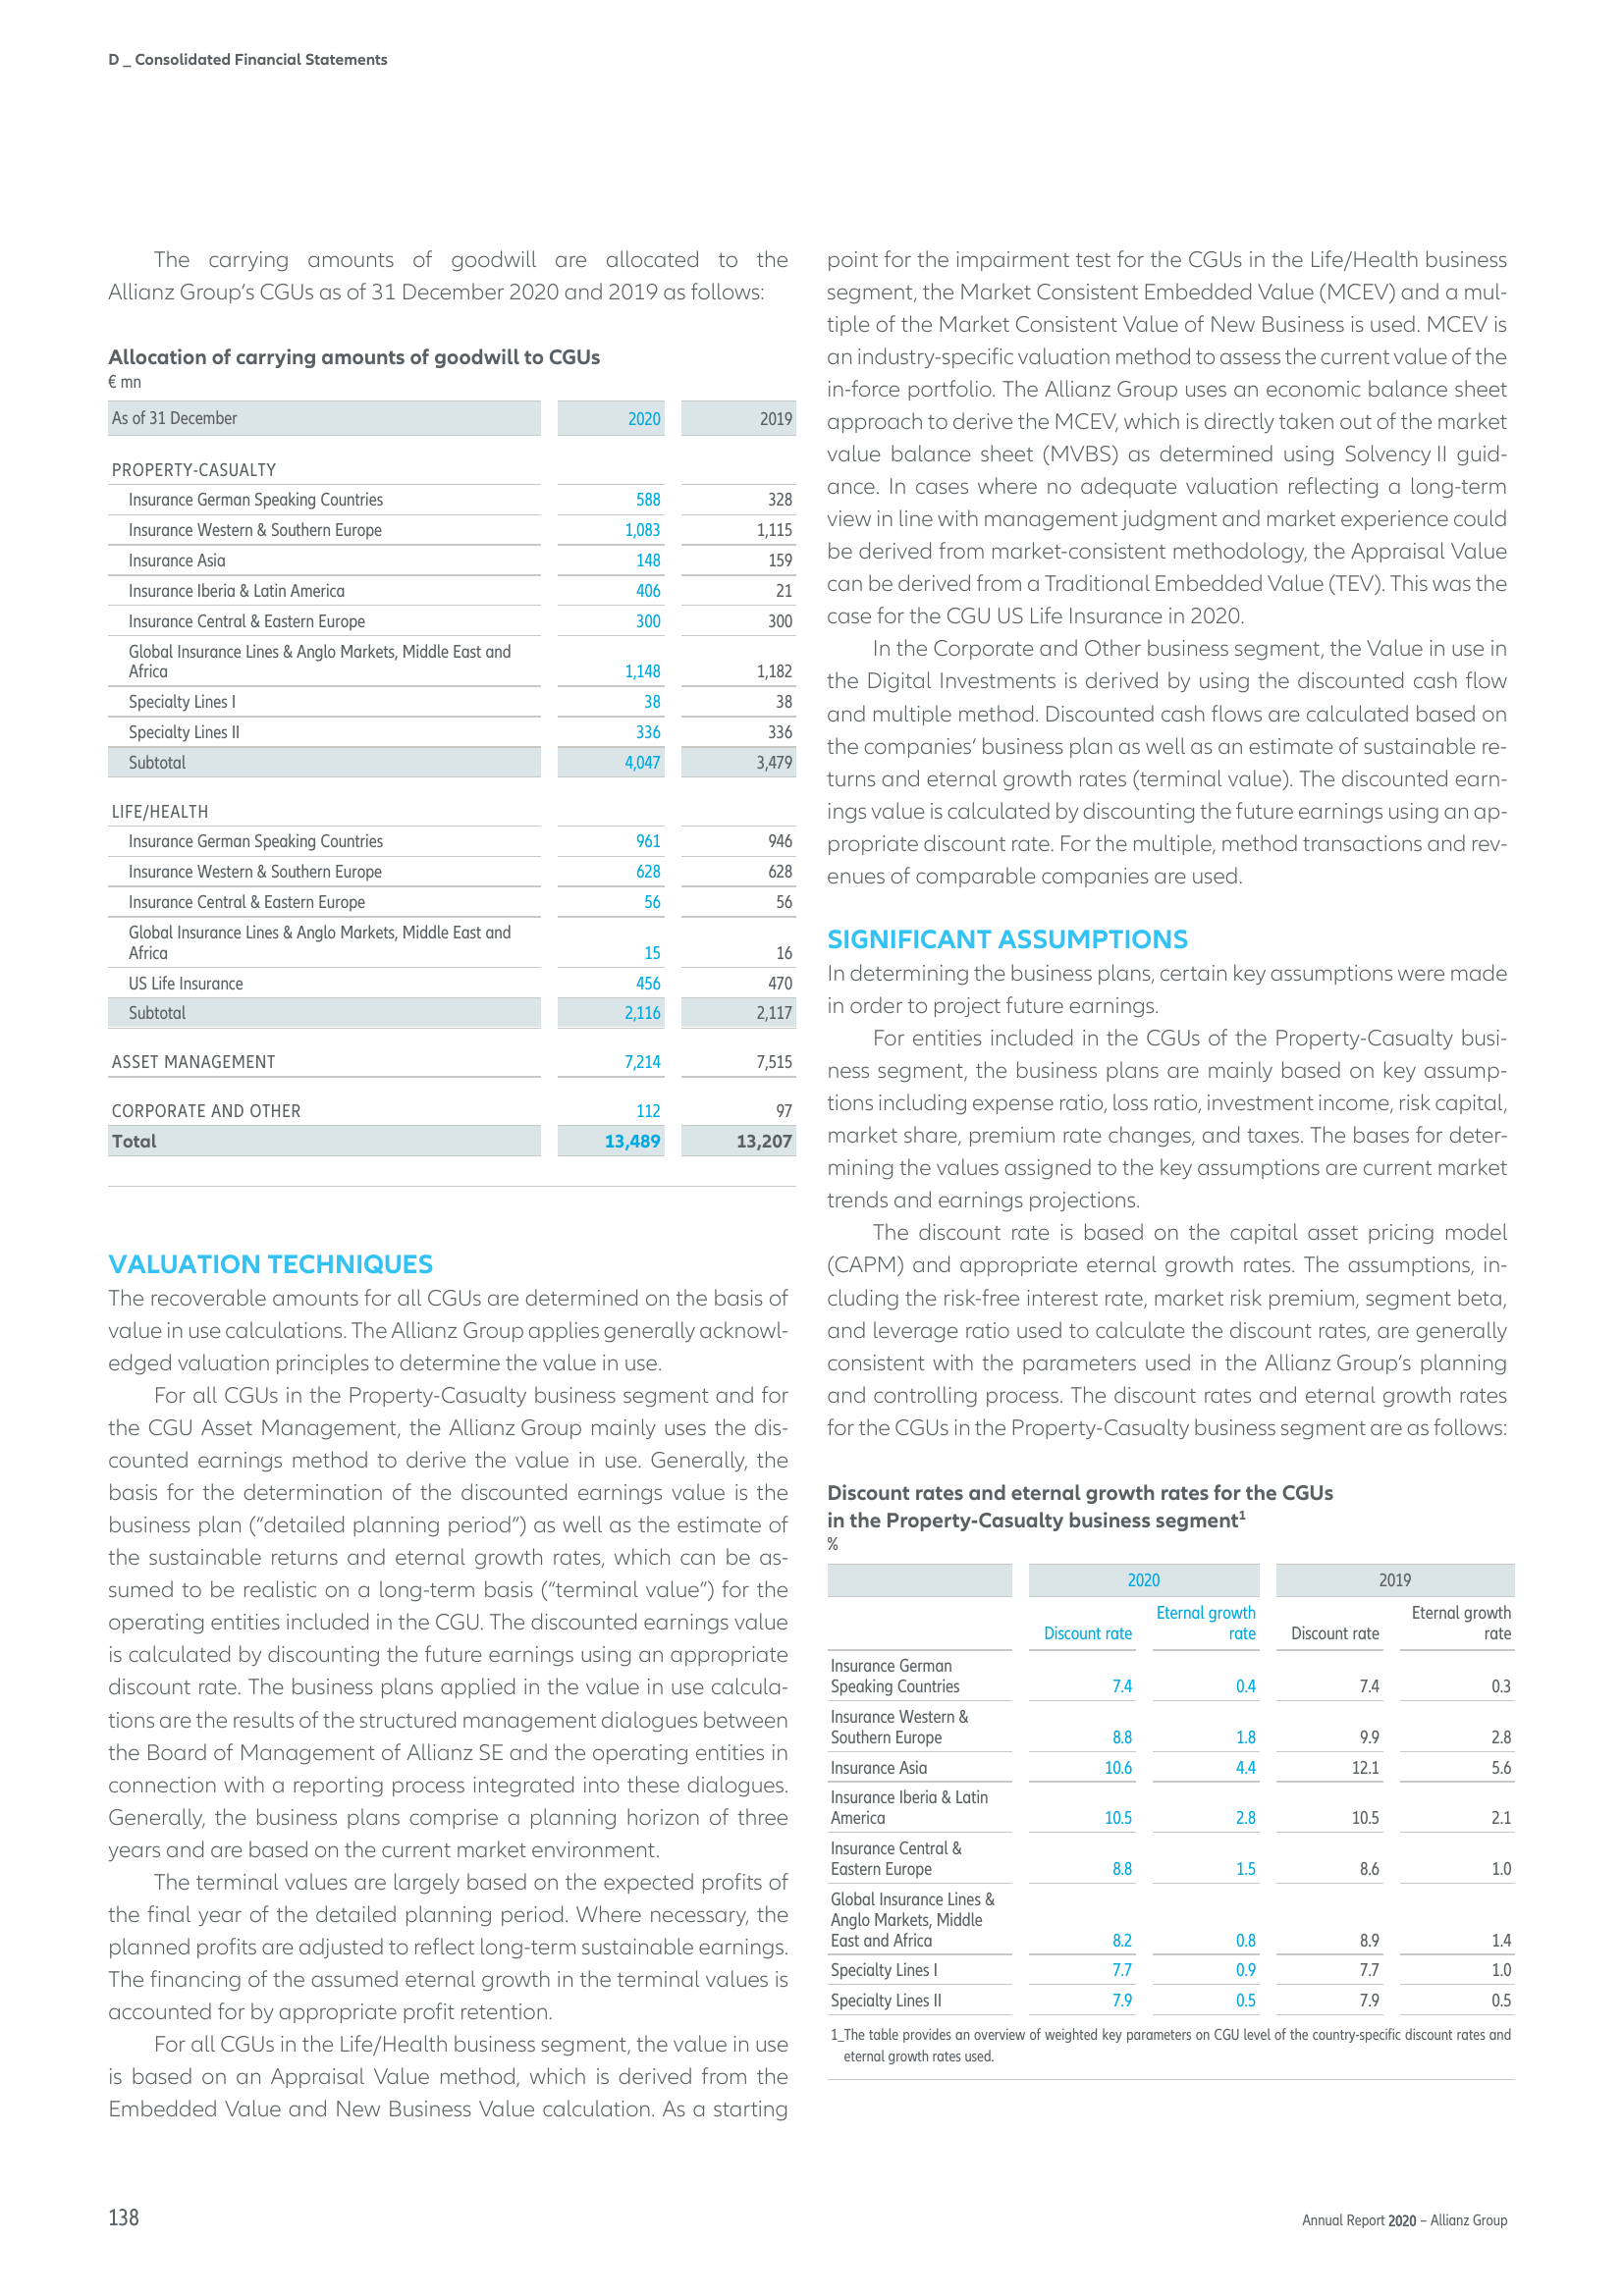 D _ Consolidated Financial Statements
The carrying amounts of goodwill are allocated to the
Allianz Group’s CGUs as of 31 December 2020 and 2019 as follows:
Allocation of carrying amounts of goodwill to CGUs
€ mn
As of 31 December 2020 2019
PROPERTY-CASUALTY
Insurance German Speaking Countries 588 328
Insurance Western & Southern Europe 1,083 1,115
Insurance Asia 148 159
Insurance Iberia & Latin America 406 21
Insurance Central & Eastern Europe 300 300
Global Insurance Lines & Anglo Markets, Middle East and
Africa 1,148 1,182
Specialty Lines I 38 38
Specialty Lines II 336 336
Subtotal 4,047 3,479
LIFE/HEALTH
Insurance German Speaking Countries 961 946
Insurance Western & Southern Europe 628 628
Insurance Central & Eastern Europe 56 56
Global Insurance Lines & Anglo Markets, Middle East and
Africa 15 16
US Life Insurance 456 470
Subtotal 2,116 2,117
ASSET MANAGEMENT 7,214 7,515
CORPORATE AND OTHER 112 97
Total 13,489 13,207
VALUATION TECHNIQUES
The recoverable amounts for all CGUs are determined on the basis of
value in use calculations. The Allianz Group applies generally acknowl-
edged valuation principles to determine the value in use.
For all CGUs in the Property-Casualty business segment and for
the CGU Asset Management, the Allianz Group mainly uses the dis-
counted earnings method to derive the value in use. Generally, the
basis for the determination of the discounted earnings value is the
business plan (“detailed planning period”) as well as the estimate of
the sustainable returns and eternal growth rates, which can be as-
sumed to be realistic on a long-term basis (“terminal value”) for the
operating entities included in the CGU. The discounted earnings value
is calculated by discounting the future earnings using an appropriate
discount rate. The business plans applied in the value in use calcula-
tions are the results of the structured management dialogues between
the Board of Management of Allianz SE and the operating entities in
connection with a reporting process integrated into these dialogues.
Generally, the business plans comprise a planning horizon of three
years and are based on the current market environment.
The terminal values are largely based on the expected profits of
the final year of the detailed planning period. Where necessary, the
planned profits are adjusted to reflect long-term sustainable earnings.
The financing of the assumed eternal growth in the terminal values is
accounted for by appropriate profit retention.
For all CGUs in the Life/Health business segment, the value in use
is based on an Appraisal Value method, which is derived from the
Embedded Value and New Business Value calculation. As a starting
point for the impairment test for the CGUs in the Life/Health business
segment, the Market Consistent Embedded Value (MCEV) and a mul-
tiple of the Market Consistent Value of New Business is used. MCEV is
an industry-specific valuation method to assess the current value of the
in-force portfolio. The Allianz Group uses an economic balance sheet
approach to derive the MCEV, which is directly taken out of the market
value balance sheet (MVBS) as determined using Solvency II guid-
ance. In cases where no adequate valuation reflecting a long-term
view in line with management judgment and market experience could
be derived from market-consistent methodology, the Appraisal Value
can be derived from a Traditional Embedded Value (TEV). This was the
case for the CGU US Life Insurance in 2020.
In the Corporate and Other business segment, the Value in use in
the Digital Investments is derived by using the discounted cash flow
and multiple method. Discounted cash flows are calculated based on
the companies’ business plan as well as an estimate of sustainable re-
turns and eternal growth rates (terminal value). The discounted earn-
ings value is calculated by discounting the future earnings using an ap-
propriate discount rate. For the multiple, method transactions and rev-
enues of comparable companies are used.
SIGNIFICANT ASSUMPTIONS
In determining the business plans, certain key assumptions were made
in order to project future earnings.
For entities included in the CGUs of the Property-Casualty busi-
ness segment, the business plans are mainly based on key assump-
tions including expense ratio, loss ratio, investment income, risk capital,
market share, premium rate changes, and taxes. The bases for deter-
mining the values assigned to the key assumptions are current market
trends and earnings projections.
The discount rate is based on the capital asset pricing model
(CAPM) and appropriate eternal growth rates. The assumptions, in-
cluding the risk-free interest rate, market risk premium, segment beta,
and leverage ratio used to calculate the discount rates, are generally
consistent with the parameters used in the Allianz Group’s planning
and controlling process. The discount rates and eternal growth rates
for the CGUs in the Property-Casualty business segment are as follows:
Discount rates and eternal growth rates for the CGUs
in the Property-Casualty business segment¹
%
2020 2019
Eternal growth Eternal growth
Discount rate rate Discount rate rate
Insurance German
Speaking Countries 7.4 0.4 7.4 0.3
Insurance Western &
Southern Europe 8.8 1.8 9.9 2.8
Insurance Asia 10.6 4.4 12.1 5.6
Insurance Iberia & Latin
America 10.5 2.8 10.5 2.1
Insurance Central &
Eastern Europe 8.8 1.5 8.6 1.0
Global Insurance Lines &
Anglo Markets, Middle
East and Africa 8.2 0.8 8.9 1.4
Specialty Lines I 7.7 0.9 7.7 1.0
Specialty Lines II 7.9 0.5 7.9 0.5
1_The table provides an overview of weighted key parameters on CGU level of the country-specific discount rates and
eternal growth rates used.
138
Annual Report 2020 – Allianz Group